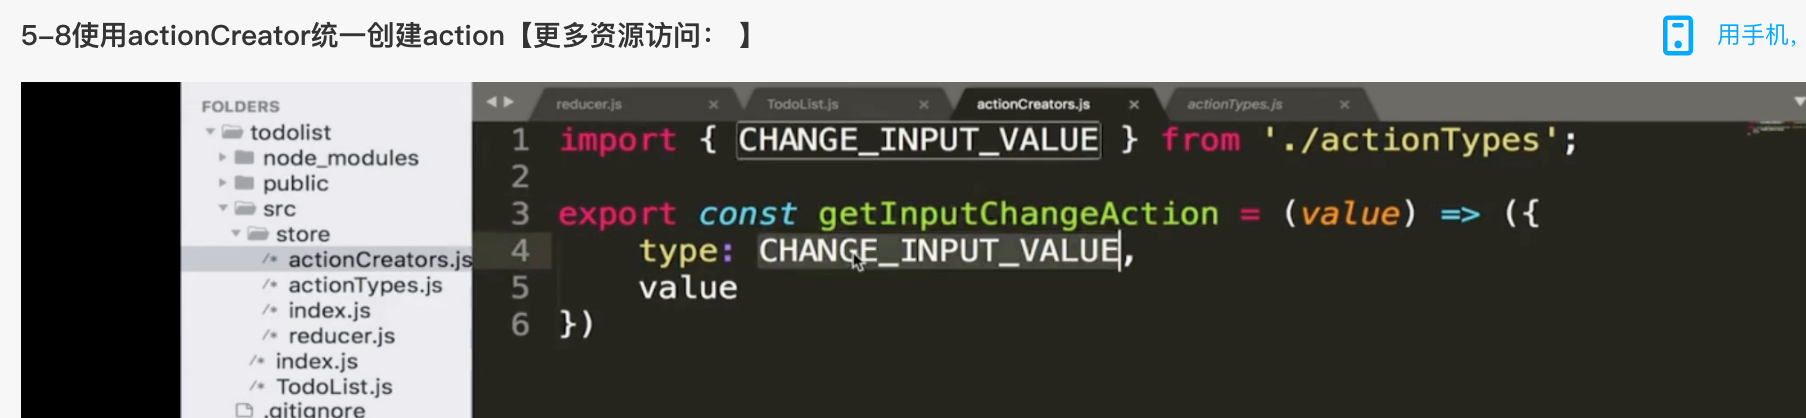 5-8使用actionCreator统一创建action【更多资源访问： 】
用手机,
FOLDERS
todolist
node_modules
public
src
store
/* actionCreators.js
/* actionTypes.js
/* index.js
/* reducer.js
/* index.js
/* TodoList.js
.gitignore
reducer.js × TodoList.js × actionCreators.js × actionTypes.js ×
1 import { CHANGE_INPUT_VALUE } from './actionTypes';
2
3 export const getInputChangeAction = (value) => ({
4 type: CHANGE_INPUT_VALUE,
5 value
6 })